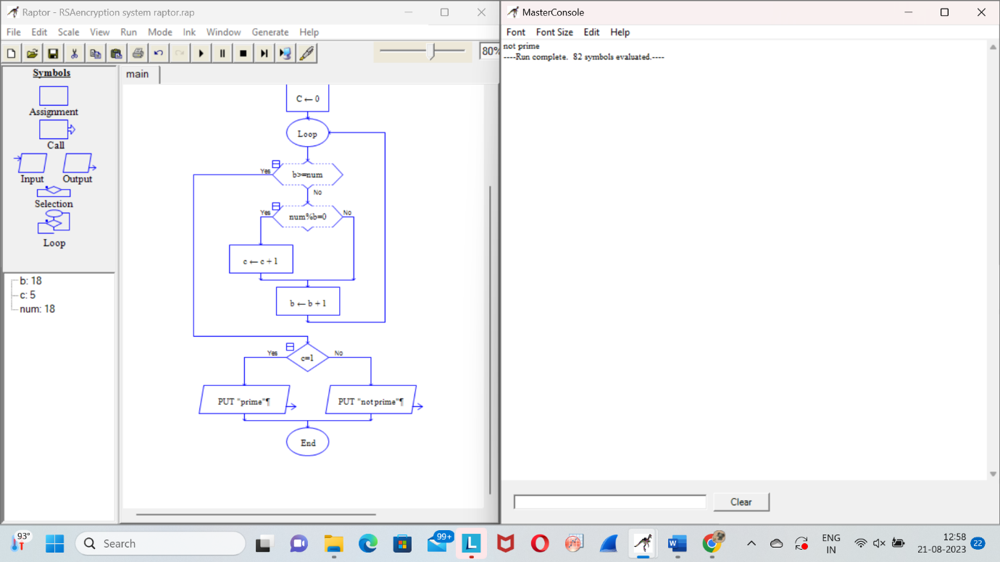 Raptor - RSAencryption system raptor.rap
File Edit Scale View Run Mode Ink Window Generate Help
80%
Symbols
Assignment
Call
Input Output
Selection
Loop
b: 18
c: 5
num: 18
main
C ← 0
Loop
b>=num
Yes
No
num%b=0
Yes
No
c ← c + 1
b ← b + 1
c=1
Yes
No
PUT "prime"¶
PUT "not prime"¶
End
MasterConsole
Font Font Size Edit Help
not prime
----Run complete. 82 symbols evaluated.----
Clear
93°
Search
99+
L
W
ENG
IN
12:58
21-08-2023
22